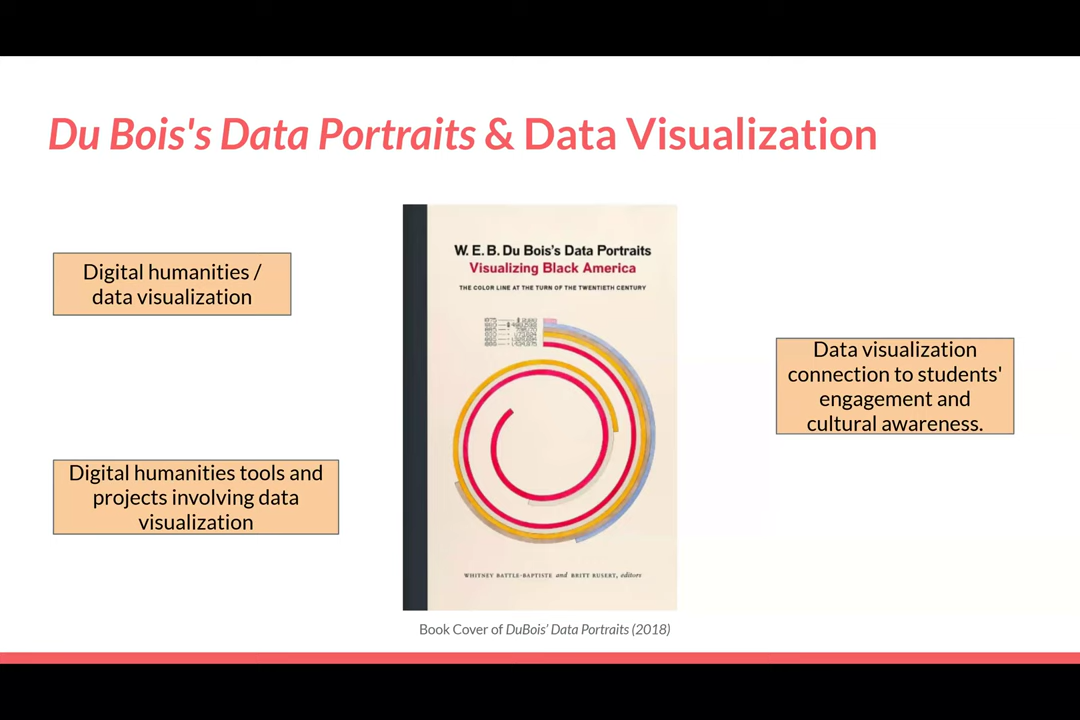 Du Bois's Data Portraits & Data Visualization
Digital humanities /
data visualization
Digital humanities tools and
projects involving data
visualization
W. E. B. Du Bois's Data Portraits
Visualizing Black America
THE COLOR LINE AT THE TURN OF THE TWENTIETH CENTURY
WHITNEY BATTLE-BAPTISTE and BRITT RUSERT, editors
Book Cover of DuBois' Data Portraits (2018)
Data visualization
connection to students'
engagement and
cultural awareness.